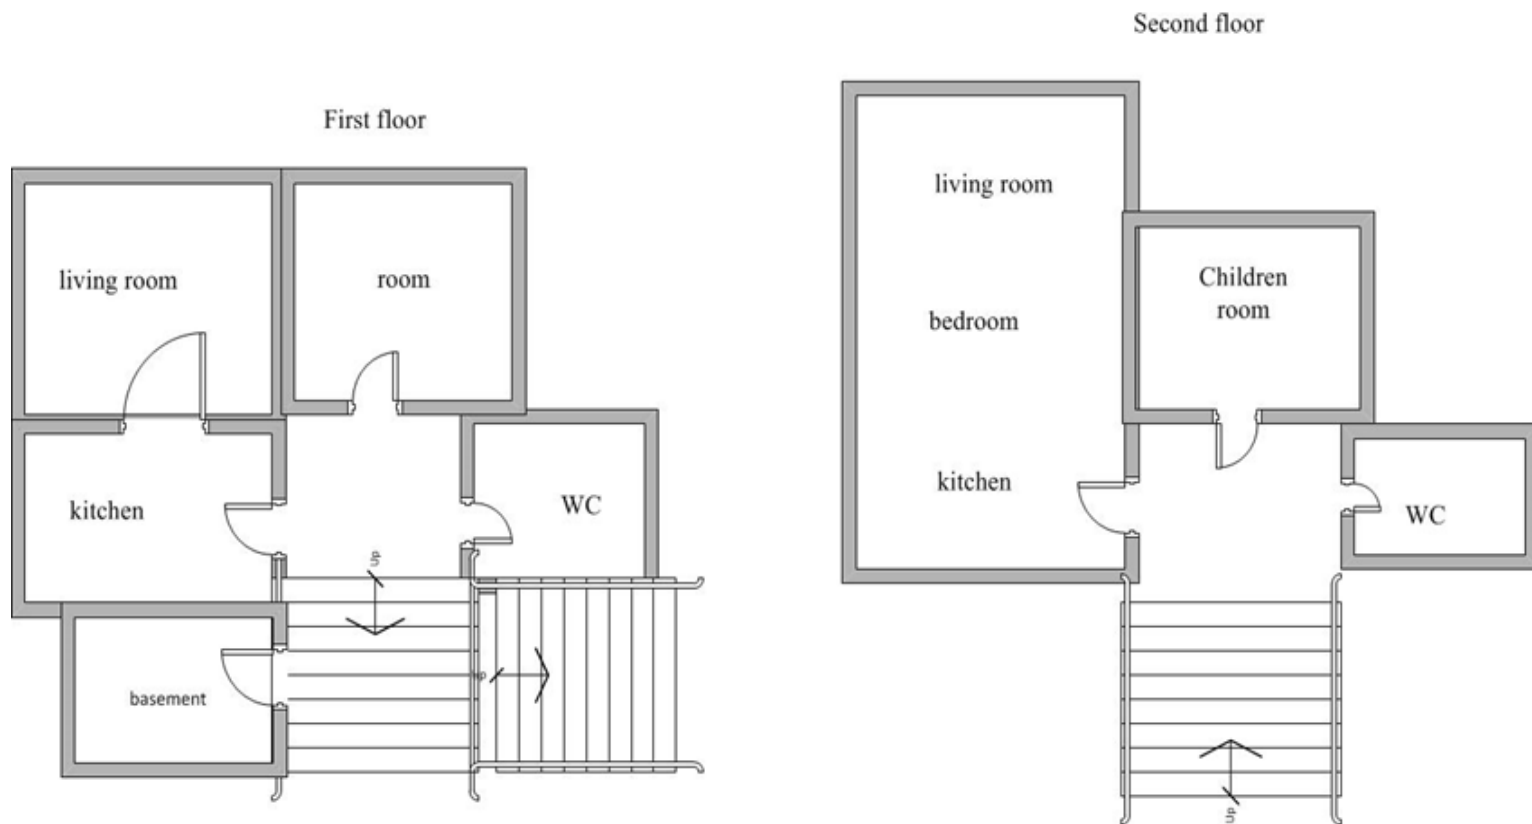 First floor
living room
room
kitchen
WC
Up
Up
basement
Second floor
living room
Children
room
bedroom
kitchen
WC
Up